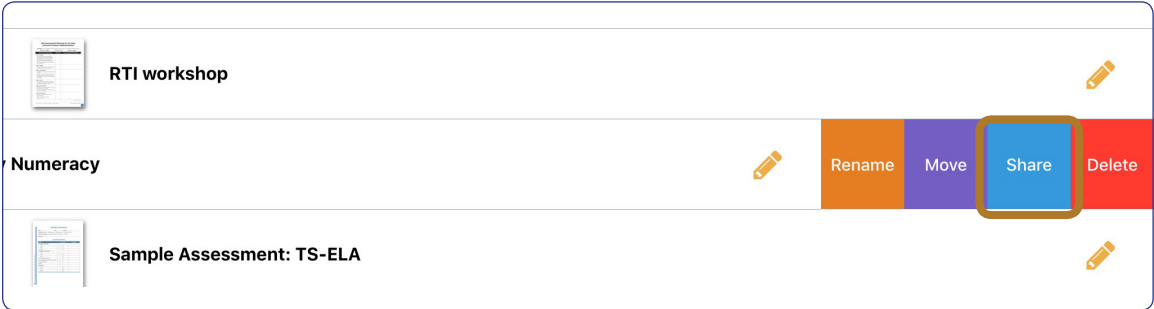 RTI workshop
Numeracy Rename Move Share Delete
Sample Assessment: TS-ELA